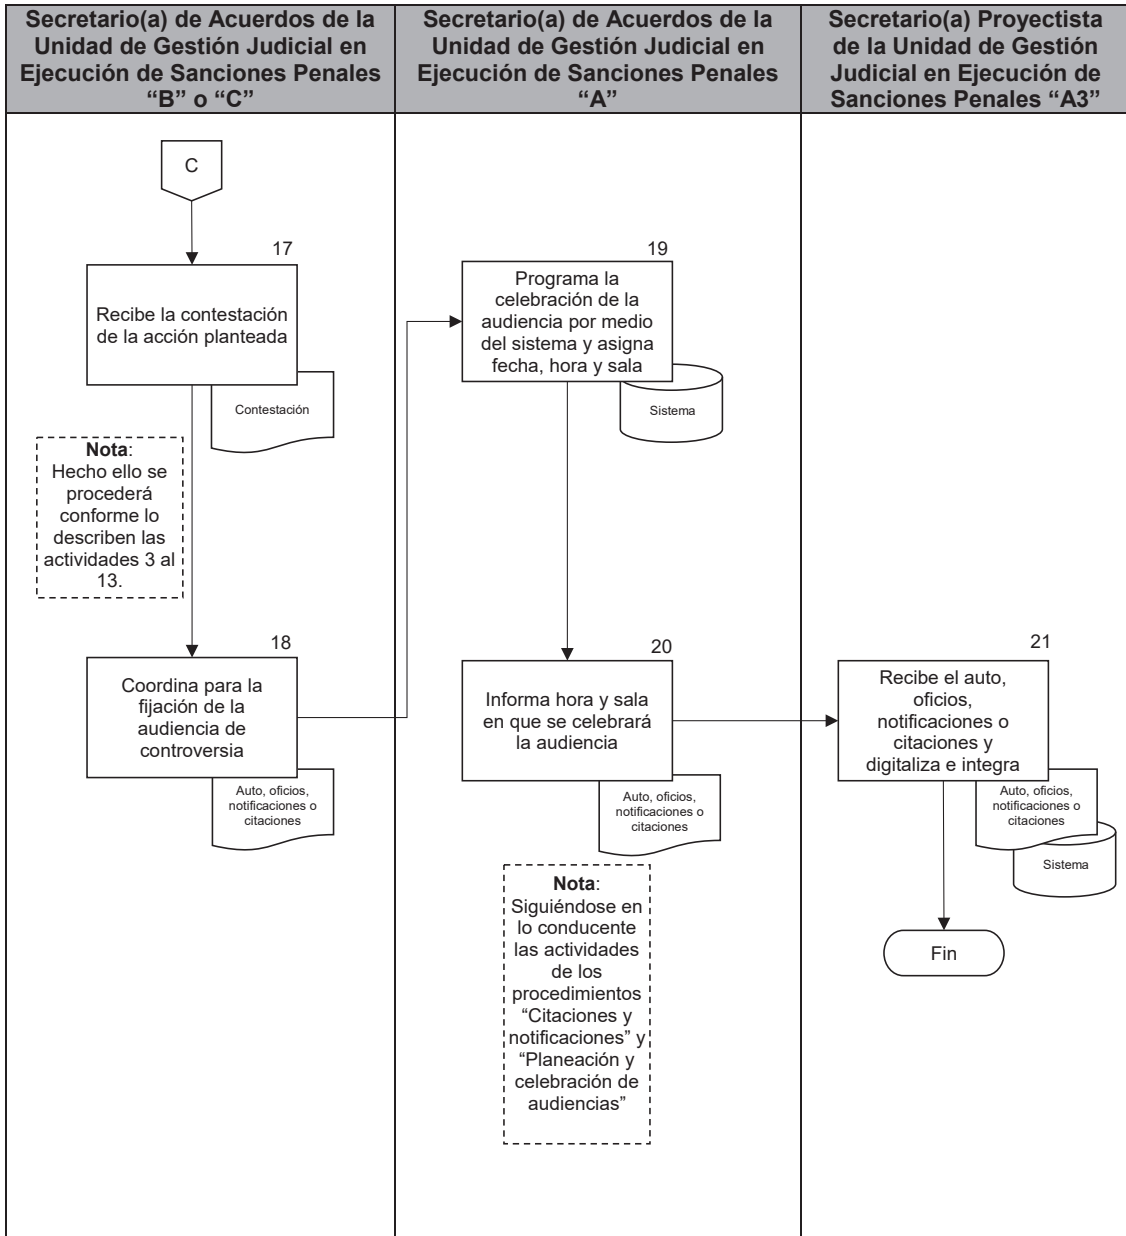 Secretario(a) de Acuerdos de la
Unidad de Gestión Judicial en
Ejecución de Sanciones Penales
“B” o “C”
Secretario(a) de Acuerdos de la
Unidad de Gestión Judicial en
Ejecución de Sanciones Penales
“A”
Secretario(a) Proyectista
de la Unidad de Gestión
Judicial en Ejecución de
Sanciones Penales “A3”
C
17
Recibe la contestación
de la acción planteada
Contestación
Nota:
Hecho ello se
procederá
conforme lo
describen las
actividades 3 al
13.
18
Coordina para la
fijación de la
audiencia de
controversia
Auto, oficios,
notificaciones o
citaciones
19
Programa la
celebración de la
audiencia por medio
del sistema y asigna
fecha, hora y sala
Sistema
20
Informa hora y sala
en que se celebrará
la audiencia
Auto, oficios,
notificaciones o
citaciones
Nota:
Siguiéndose en
lo conducente
las actividades
de los
procedimientos
“Citaciones y
notificaciones” y
“Planeación y
celebración de
audiencias”
21
Recibe el auto,
oficios,
notificaciones o
citaciones y
digitaliza e integra
Auto, oficios,
notificaciones o
citaciones
Sistema
Fin